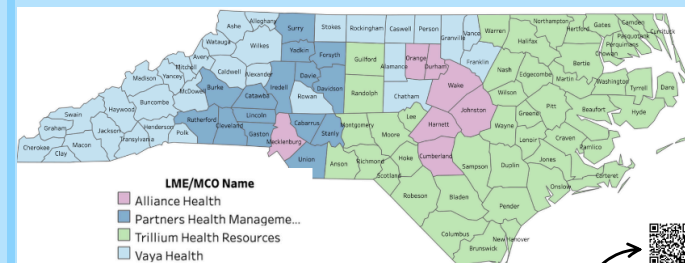 Ashe
Alleghany
Surry
Stokes
Rockingham
Caswell
Person
Granville
Vance
Warren
Northampton
Hertford
Gates
Camden
Pasquotank
Currituck
Perquimans
Chowan
Halifax
Bertie
Watauga
Wilkes
Yadkin
Forsyth
Guilford
Alamance
Orange
Durham
Franklin
Nash
Edgecombe
Martin
Washington
Tyrrell
Dare
Avery
Mitchell
Caldwell
Alexander
Davie
Davidson
Randolph
Chatham
Wake
Wilson
Madison
Yancey
McDowell
Burke
Iredell
Catawba
Rowan
Lee
Johnston
Greene
Pitt
Beaufort
Hyde
Swain
Haywood
Buncombe
Rutherford
Cleveland
Lincoln
Gaston
Cabarrus
Stanly
Montgomery
Moore
Harnett
Wayne
Lenoir
Craven
Pamlico
Graham
Jackson
Henderson
Transylvania
Polk
Mecklenburg
Cherokee
Clay
Macon
Union
Anson
Richmond
Hoke
Cumberland
Sampson
Duplin
Jones
Carteret
Scotland
Onslow
Robeson
Bladen
Pender
Columbus
New Hanover
Brunswick
LME/MCO Name
Alliance Health
Partners Health Manageme...
Trillium Health Resources
Vaya Health